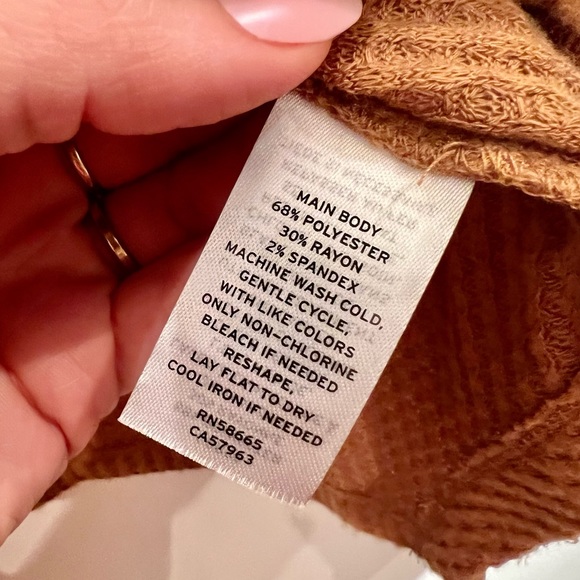 MAIN BODY
68% POLYESTER
30% RAYON
2% SPANDEX
MACHINE WASH COLD,
GENTLE CYCLE,
WITH LIKE COLORS
ONLY NON-CHLORINE
BLEACH IF NEEDED
RESHAPE,
LAY FLAT TO DRY
COOL IRON IF NEEDED
RN58665
CA57963